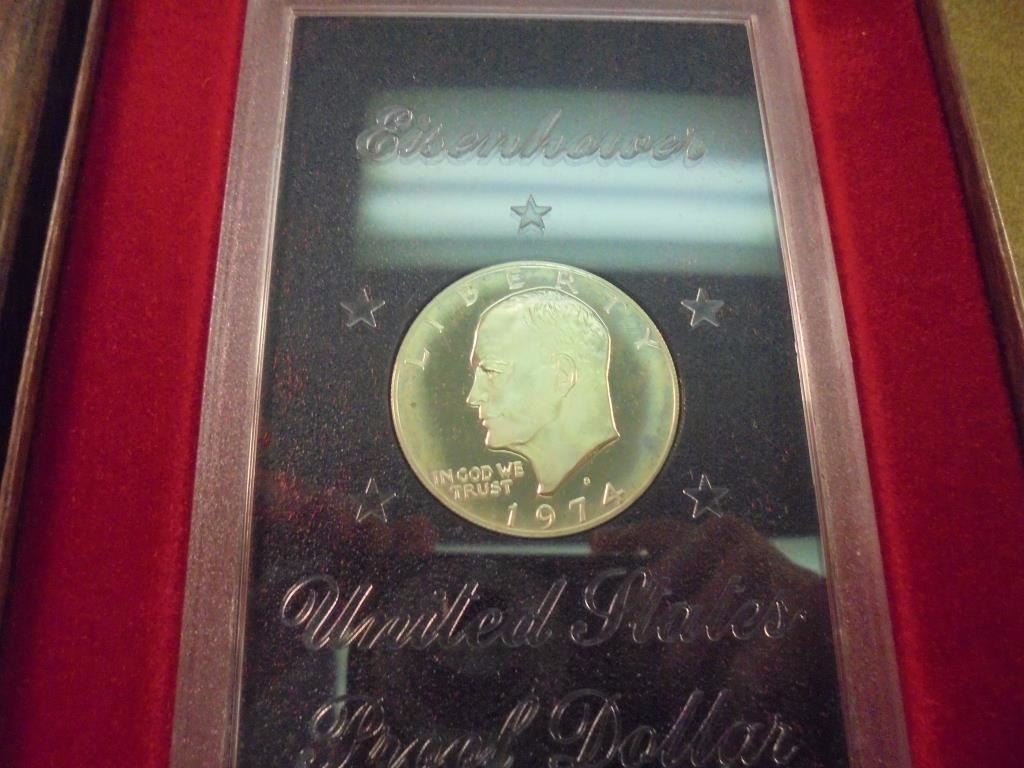 Eisenhower
LIBERTY
IN GOD WE
TRUST
S
1974
United States
Proof Dollar